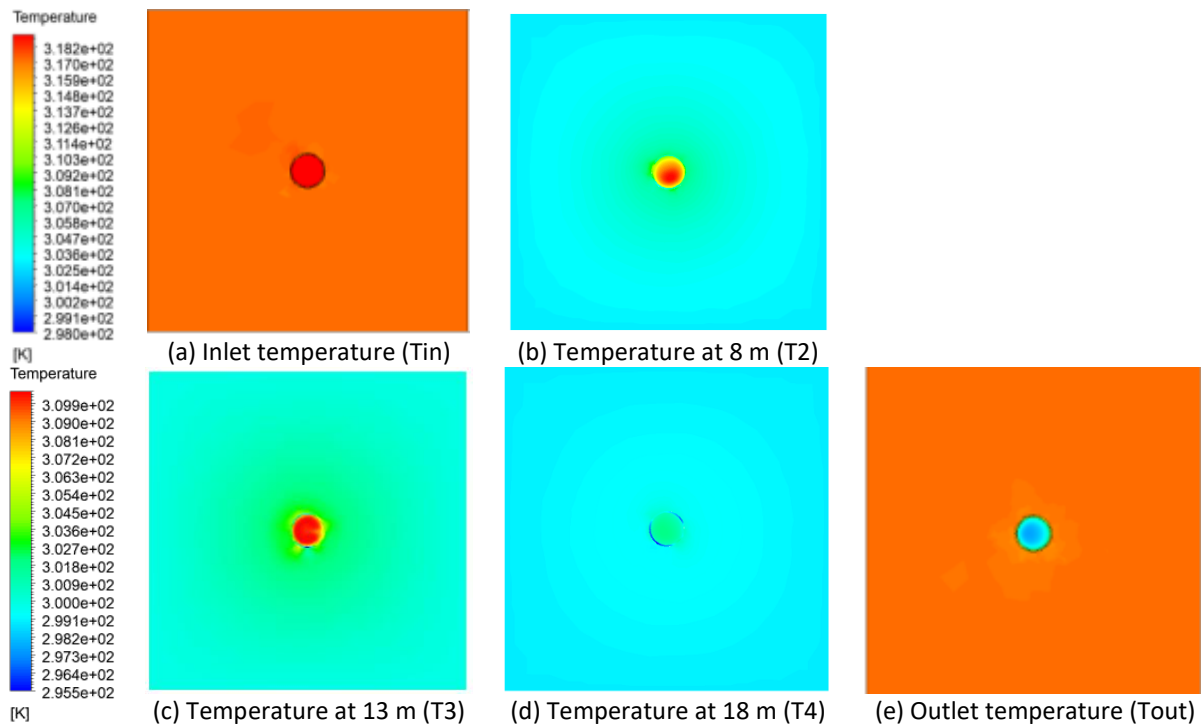 Temperature
3.182e+02
3.170e+02
3.159e+02
3.148e+02
3.137e+02
3.126e+02
3.114e+02
3.103e+02
3.092e+02
3.081e+02
3.070e+02
3.058e+02
3.047e+02
3.036e+02
3.025e+02
3.014e+02
3.002e+02
2.991e+02
2.980e+02
[K]
(a) Inlet temperature (Tin)
(b) Temperature at 8 m (T2)
Temperature
3.099e+02
3.090e+02
3.081e+02
3.072e+02
3.063e+02
3.054e+02
3.045e+02
3.036e+02
3.027e+02
3.018e+02
3.009e+02
3.000e+02
2.991e+02
2.982e+02
2.973e+02
2.964e+02
2.955e+02
[K]
(c) Temperature at 13 m (T3)
(d) Temperature at 18 m (T4)
(e) Outlet temperature (Tout)